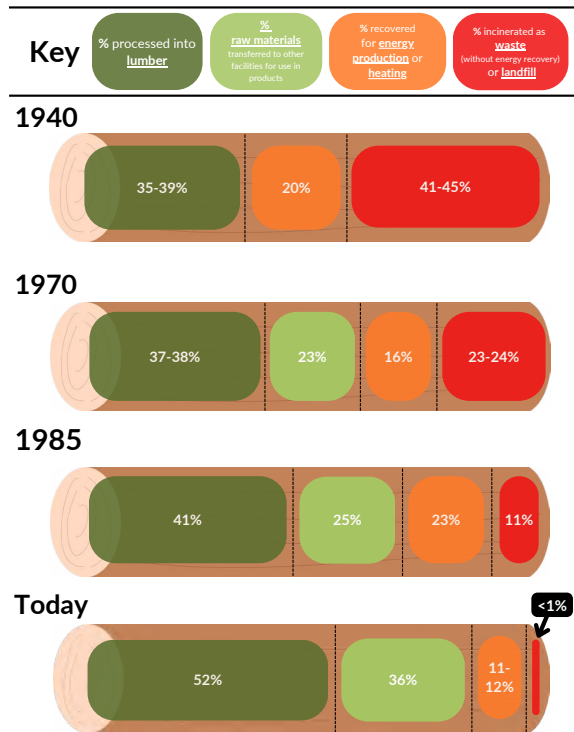 Key
% processed into
lumber
%
raw materials
transferred to other
facilities for use in
products
% recovered
for energy
production or
heating
% incinerated as
waste
(without energy recovery)
or landfill
1940
35-39%
20%
41-45%
1970
37-38%
23%
16%
23-24%
1985
41%
25%
23%
11%
Today
<1%
52%
36%
11-
12%